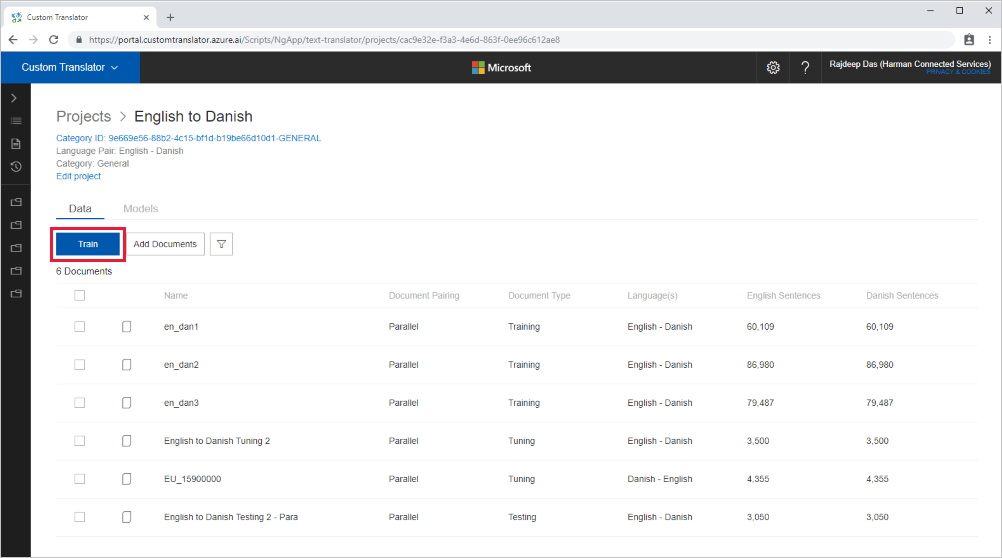 Custom Translator
https://portal.customtranslator.azure.ai/Scripts/NgApp/text-translator/projects/cac9e32e-f3a3-4e6d-863f-0ee96c612ae8
Custom Translator
Microsoft
?
Rajdeep Das (Harman Connected Services)
PRIVACY & COOKIES
Projects > English to Danish
Category ID: 9e669e56-88b2-4c15-bf1d-b19be66d10d1-GENERAL
Language Pair: English - Danish
Category: General
Edit project
Data Models
Train Add Documents
6 Documents
Name Document Pairing Document Type Language(s) English Sentences Danish Sentences
en_dan1 Parallel Training English - Danish 60,109 60,109
en_dan2 Parallel Training English - Danish 86,980 86,980
en_dan3 Parallel Training English - Danish 79,487 79,487
English to Danish Tuning 2 Parallel Tuning English - Danish 3,500 3,500
EU_15900000 Parallel Tuning Danish - English 4,355 4,355
English to Danish Testing 2 - Para Parallel Testing English - Danish 3,050 3,050